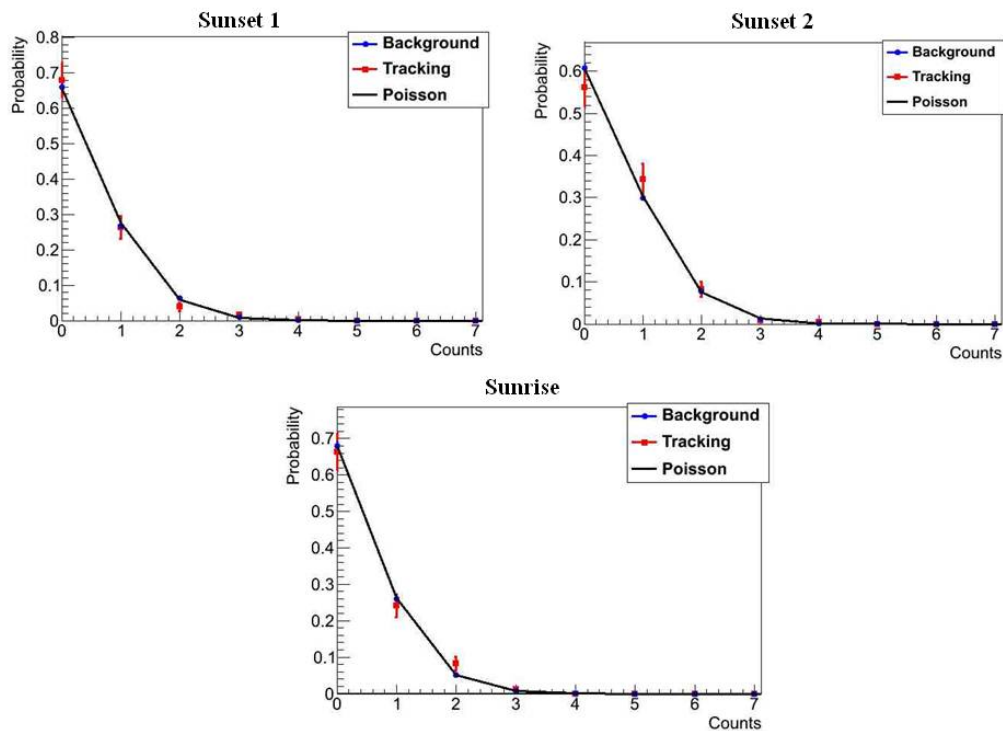 Sunset 1
Probability
0.8
0.7
0.6
0.5
0.4
0.3
0.2
0.1
0
0 1 2 3 4 5 6 7
Counts
Background
Tracking
Poisson
Sunset 2
Probability
0.6
0.5
0.4
0.3
0.2
0.1
0
0 1 2 3 4 5 6 7
Counts
Background
Tracking
Poisson
Sunrise
Probability
0.7
0.6
0.5
0.4
0.3
0.2
0.1
0
0 1 2 3 4 5 6 7
Counts
Background
Tracking
Poisson